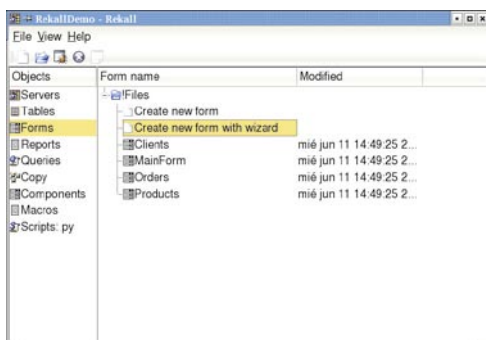 RekallDemo - Rekall
File View Help
Objects Form name Modified
Servers !Files
Tables Create new form
Forms Create new form with wizard
Reports Clients mié jun 11 14:49:25 2...
Queries MainForm mié jun 11 14:49:25 2...
Copy Orders mié jun 11 14:49:25 2...
Components Products mié jun 11 14:49:25 2...
Macros
Scripts: py